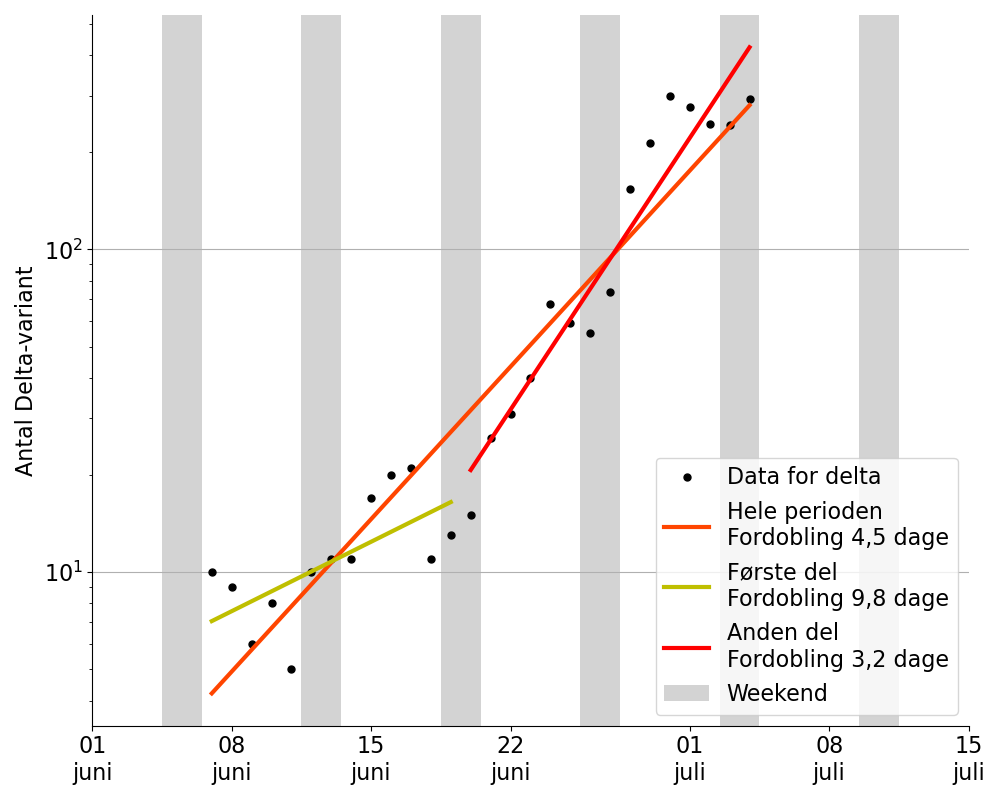 Antal Delta-variant
10²
10¹
Data for delta
Hele perioden
Fordobling 4,5 dage
Første del
Fordobling 9,8 dage
Anden del
Fordobling 3,2 dage
Weekend
01 08 15 22 01 08 15
juni juni juni juni juli juli juli